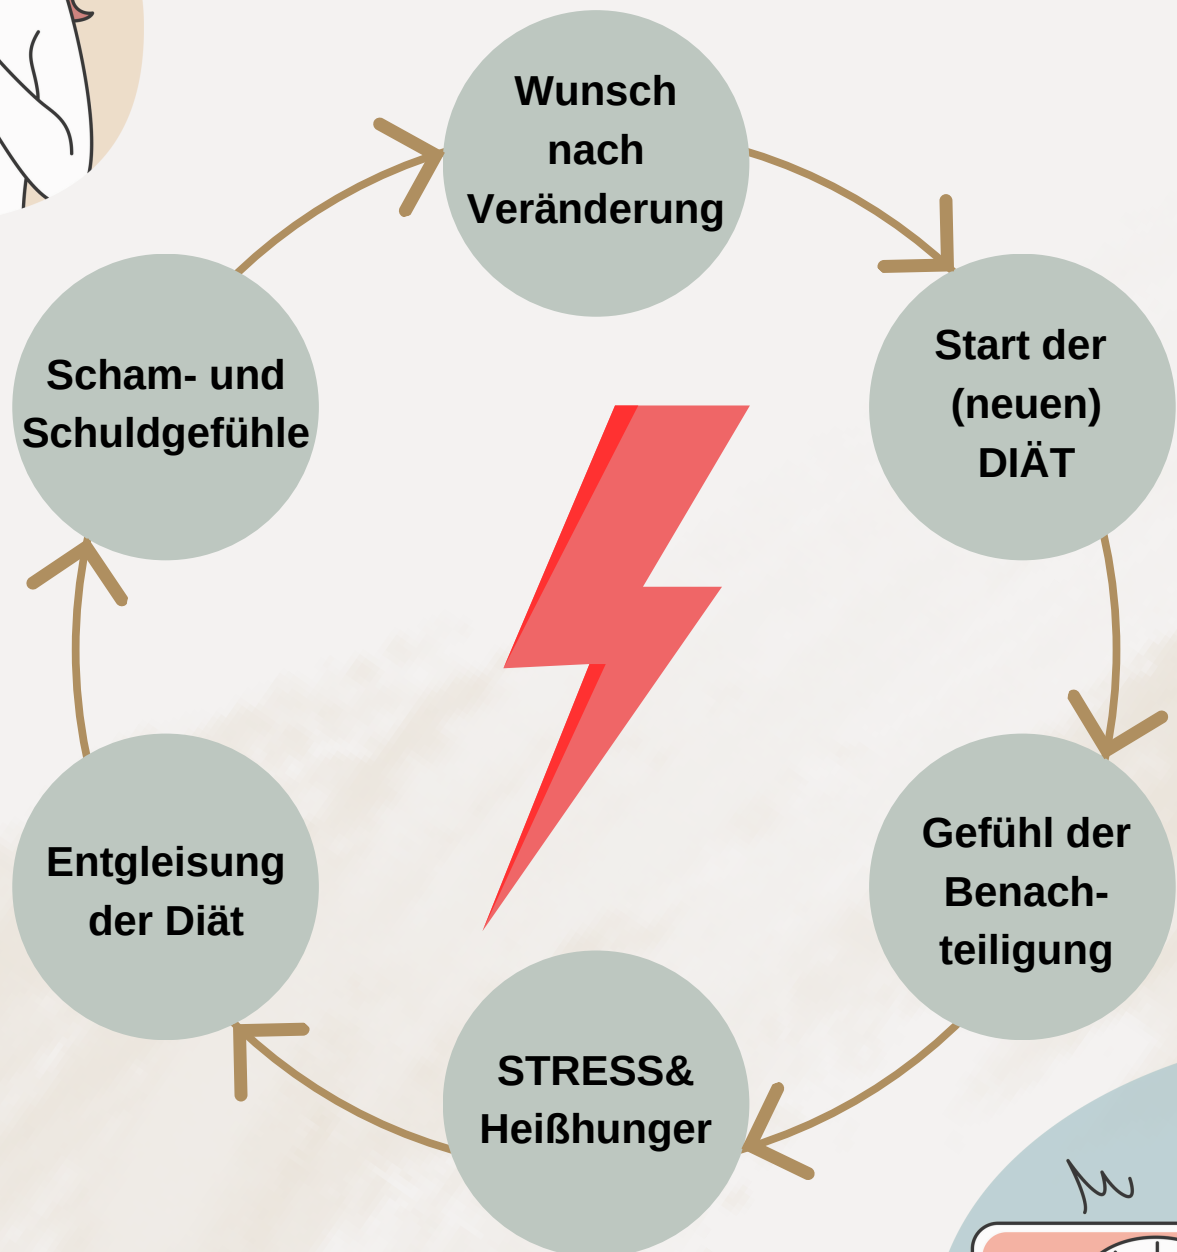 Wunsch
nach
Veränderung
Start der
(neuen)
DIÄT
Gefühl der
Benach-
teiligung
STRESS&
Heißhunger
Entgleisung
der Diät
Scham- und
Schuldgefühle